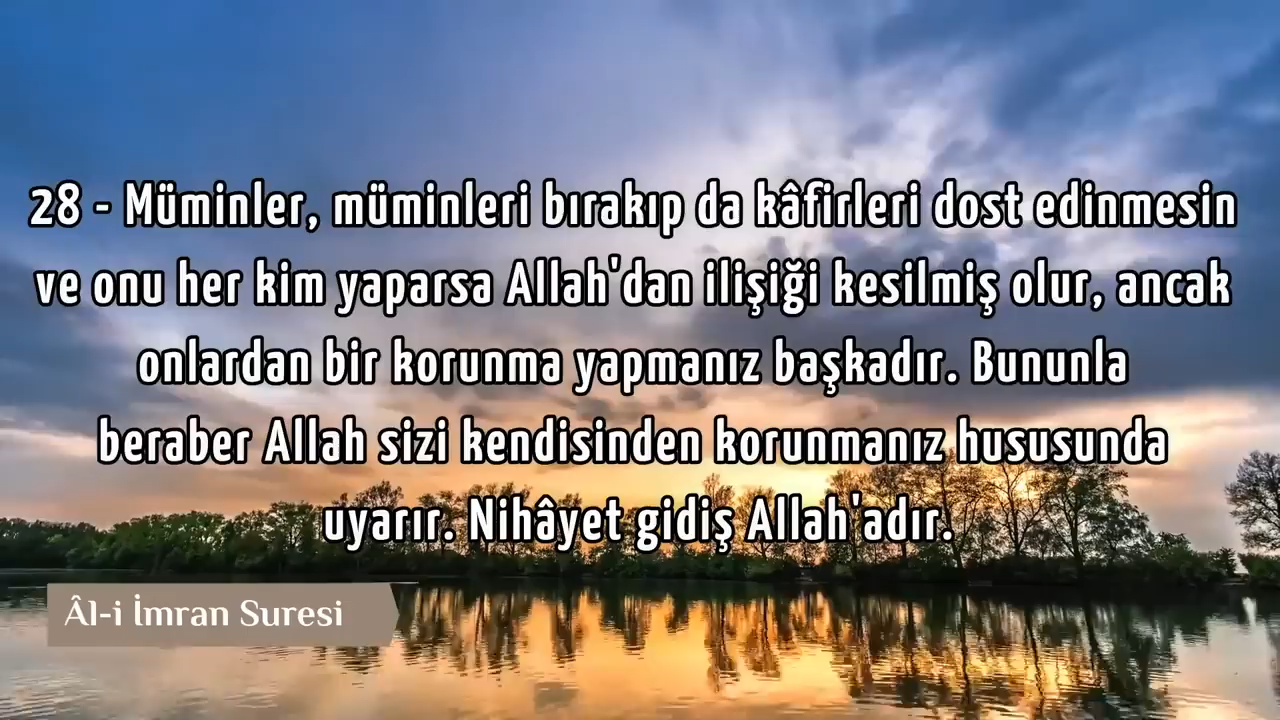 28 - Müminler, müminleri bırakıp da kâfirleri dost edinmesin
ve onu her kim yaparsa Allah'dan ilişiği kesilmiş olur, ancak
onlardan bir korunma yapmanız başkadır. Bununla
beraber Allah sizi kendisinden korunmanız hususunda
uyarır. Nihâyet gidiş Allah'adır.
Âl-i İmran Suresi